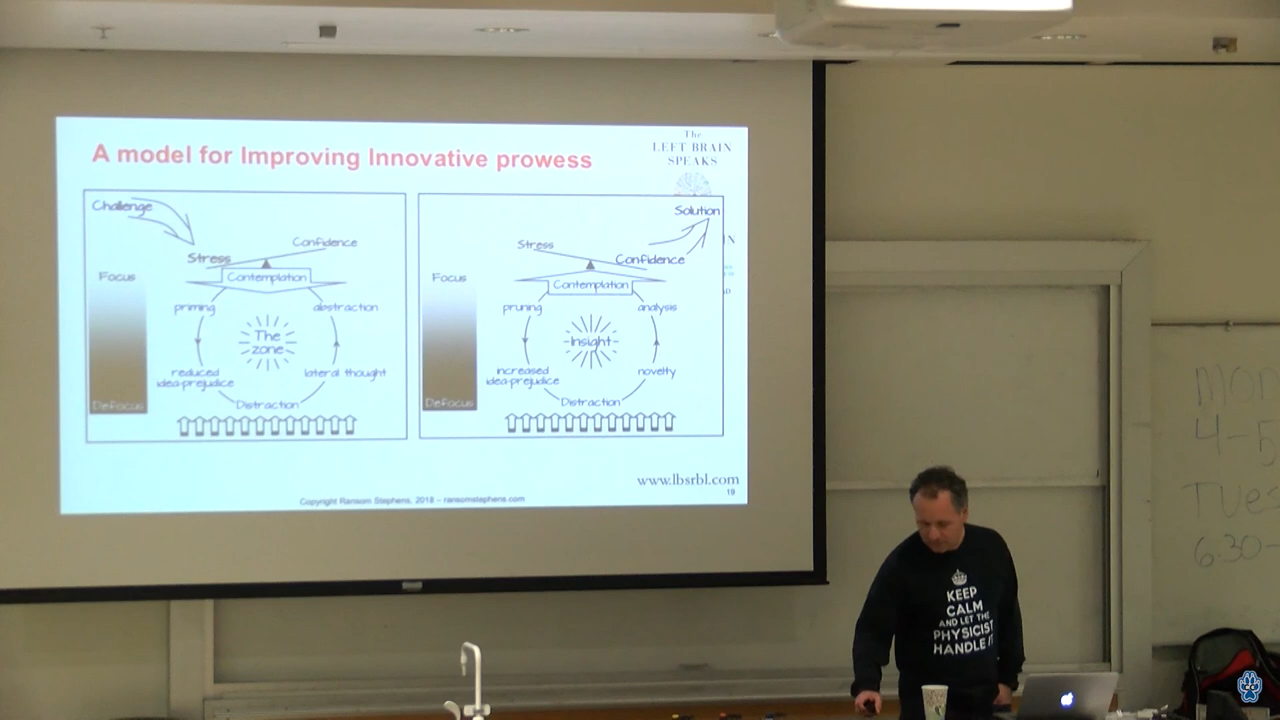 A model for Improving Innovative prowess
The
LEFT BRAIN
SPEAKS
Challenge
Stress
Confidence
Contemplation
Focus
priming
abstraction
The
zone
reduced
idea-prejudice
lateral thought
Distraction
Defocus
Solution
Stress
Confidence
Contemplation
Focus
pruning
analysis
Insight
increased
idea-prejudice
novelty
Distraction
Defocus
www.lbsrbl.com
Copyright Ransom Stephens, 2018 – ransomstephens.com
19
KEEP
CALM
AND LET THE
PHYSICIST
HANDLE IT
MON
4-5
TUES
6:30-